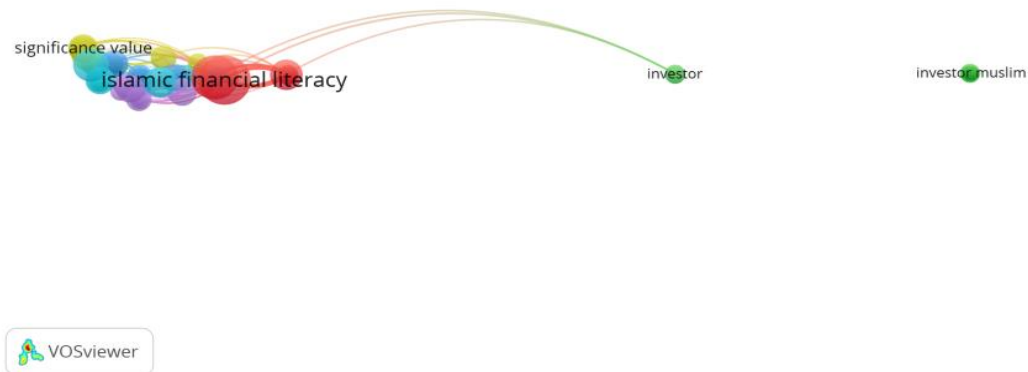 significance value
islamic financial literacy
investor
investor muslim
VOSviewer